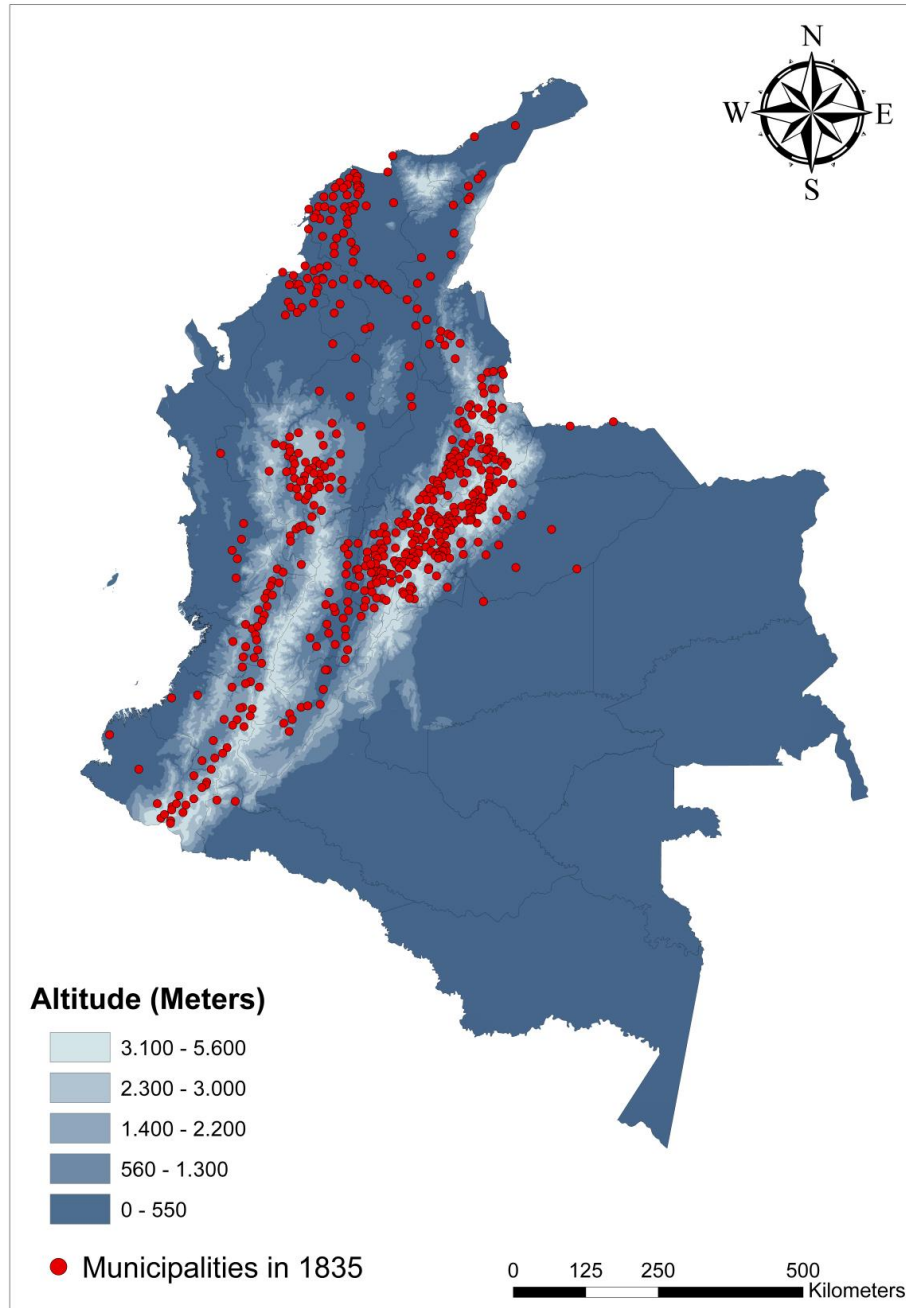 N
W E
S
Altitude (Meters)
3.100 - 5.600
2.300 - 3.000
1.400 - 2.200
560 - 1.300
0 - 550
Municipalities in 1835
0 125 250 500
Kilometers